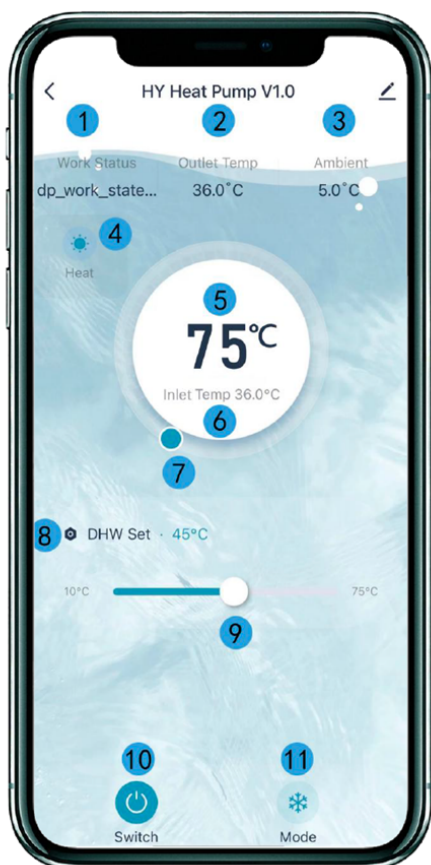 HY Heat Pump V1.0
1 2 3
Work Status Outlet Temp Ambient
dp_work_state... 36.0°C 5.0°C
4
Heat
5
75°C
Inlet Temp 36.0°C
6
7
8 DHW Set · 45°C
10°C 75°C
9
10 11
Switch Mode